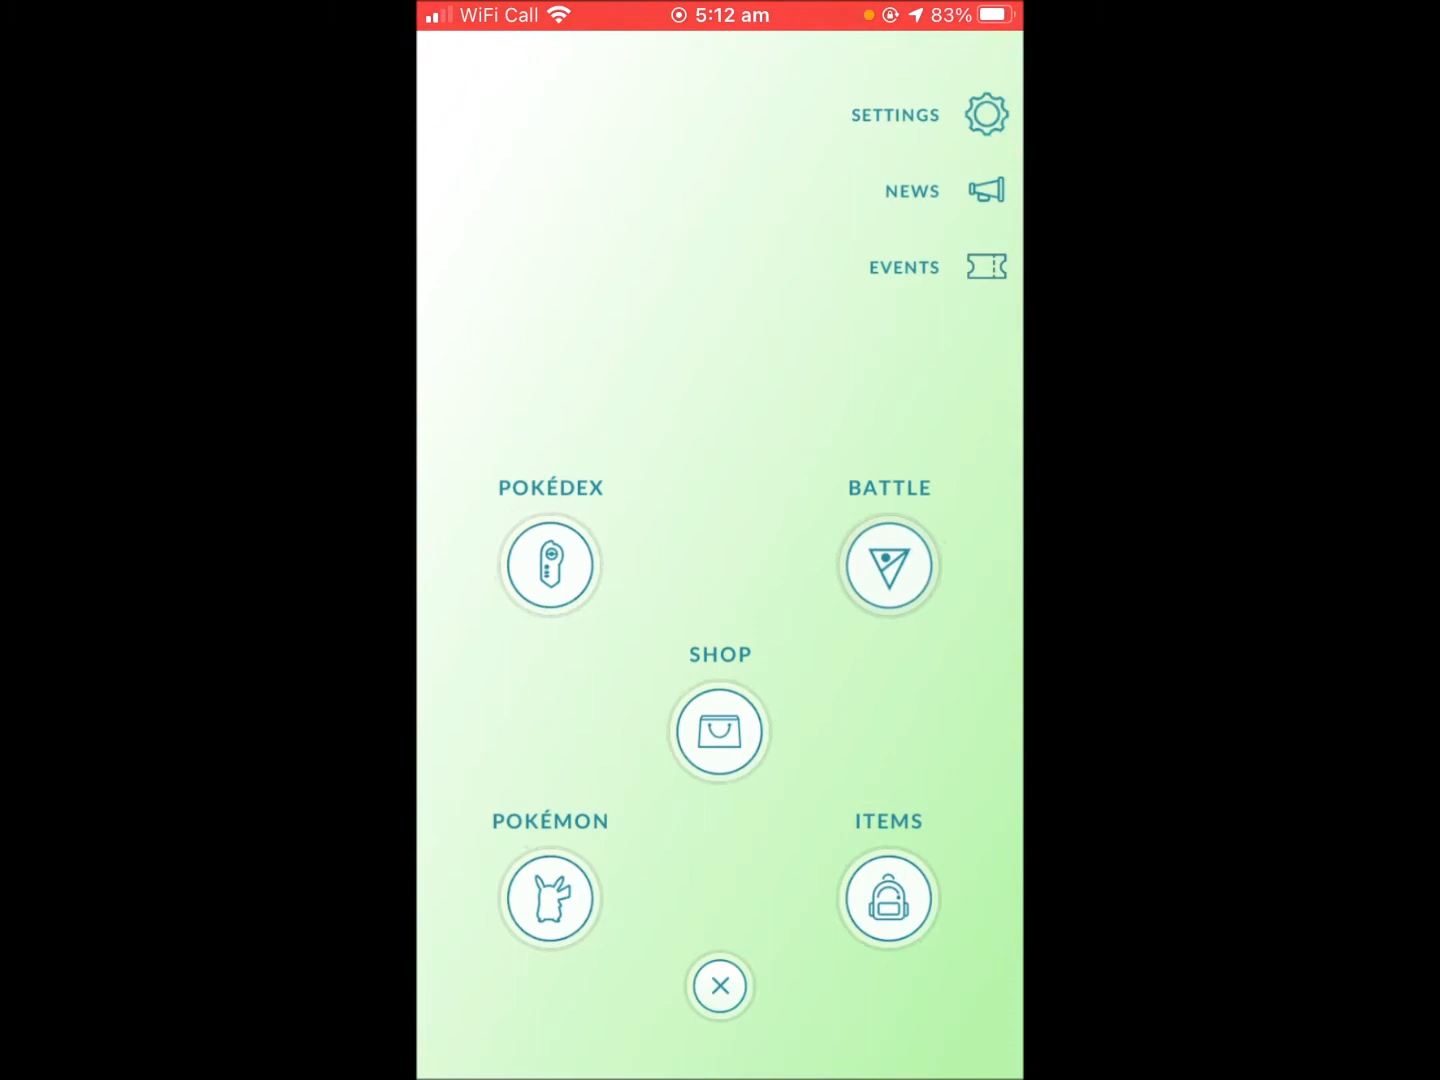 WiFi Call 5:12 am 83%
SETTINGS
NEWS
EVENTS
POKÉDEX BATTLE
SHOP
POKÉMON ITEMS